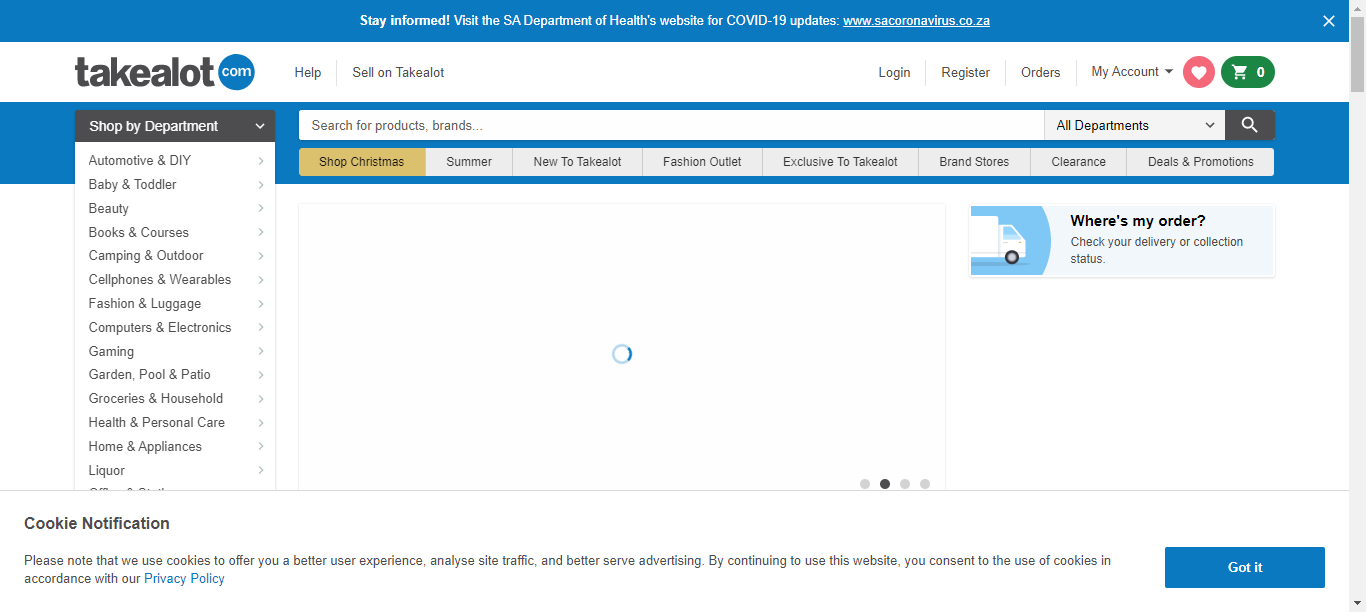 Stay informed! Visit the SA Department of Health's website for COVID-19 updates: www.sacoronavirus.co.za
takealot com
Help
Sell on Takealot
Login
Register
Orders
My Account
0
Shop by Department
Search for products, brands...
All Departments
Shop Christmas
Summer
New To Takealot
Fashion Outlet
Exclusive To Takealot
Brand Stores
Clearance
Deals & Promotions
Automotive & DIY
Baby & Toddler
Beauty
Books & Courses
Camping & Outdoor
Cellphones & Wearables
Fashion & Luggage
Computers & Electronics
Gaming
Garden, Pool & Patio
Groceries & Household
Health & Personal Care
Home & Appliances
Liquor
Where's my order?
Check your delivery or collection
status.
Cookie Notification
Please note that we use cookies to offer you a better user experience, analyse site traffic, and better serve advertising. By continuing to use this website, you consent to the use of cookies in
accordance with our Privacy Policy
Got it